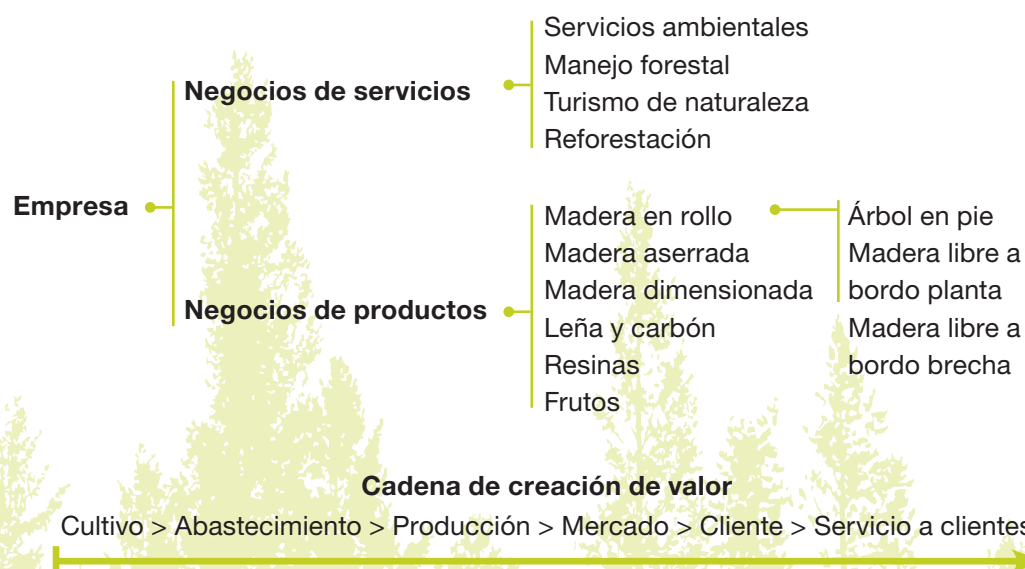 Empresa
Negocios de servicios
Servicios ambientales
Manejo forestal
Turismo de naturaleza
Reforestación
Negocios de productos
Madera en rollo
Madera aserrada
Madera dimensionada
Leña y carbón
Resinas
Frutos
Árbol en pie
Madera libre a
bordo planta
Madera libre a
bordo brecha
Cadena de creación de valor
Cultivo > Abastecimiento > Producción > Mercado > Cliente > Servicio a clientes